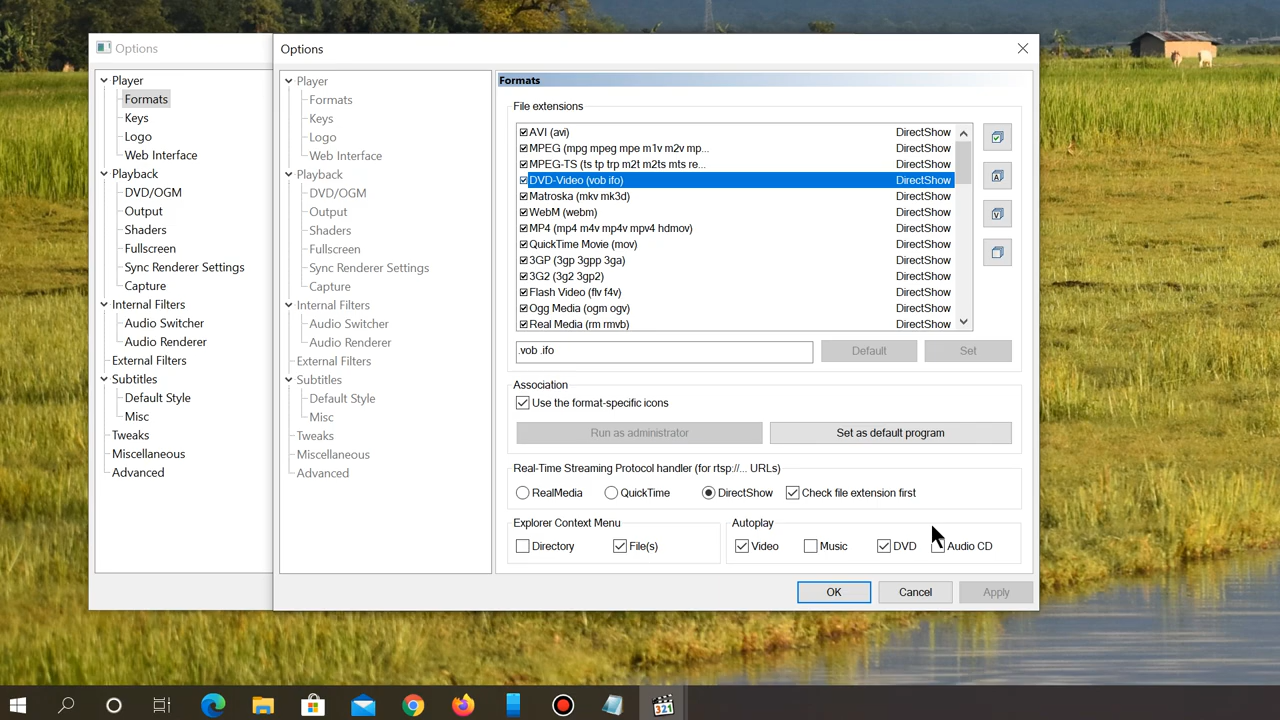 Options
Player
Formats
Keys
Logo
Web Interface
Playback
DVD/OGM
Output
Shaders
Fullscreen
Sync Renderer Settings
Capture
Internal Filters
Audio Switcher
Audio Renderer
External Filters
Subtitles
Default Style
Misc
Tweaks
Miscellaneous
Advanced
Options
Player
Formats
Keys
Logo
Web Interface
Playback
DVD/OGM
Output
Shaders
Fullscreen
Sync Renderer Settings
Capture
Internal Filters
Audio Switcher
Audio Renderer
External Filters
Subtitles
Default Style
Misc
Tweaks
Miscellaneous
Advanced
Formats
File extensions
AVI (avi) DirectShow
MPEG (mpg mpeg mpe m1v m2v mp... DirectShow
MPEG-TS (ts tp trp m2t m2ts mts re... DirectShow
DVD-Video (vob ifo) DirectShow
Matroska (mkv mk3d) DirectShow
WebM (webm) DirectShow
MP4 (mp4 m4v mp4v mpv4 hdmov) DirectShow
QuickTime Movie (mov) DirectShow
3GP (3gp 3gpp 3ga) DirectShow
3G2 (3g2 3gp2) DirectShow
Flash Video (flv f4v) DirectShow
Ogg Media (ogm ogv) DirectShow
Real Media (rm rmvb) DirectShow
A
V
.vob .ifo Default Set
Association
Use the format-specific icons
Run as administrator Set as default program
Real-Time Streaming Protocol handler (for rtsp://... URLs)
RealMedia QuickTime DirectShow Check file extension first
Explorer Context Menu
Directory File(s)
Autoplay
Video Music DVD Audio CD
OK Cancel Apply
321